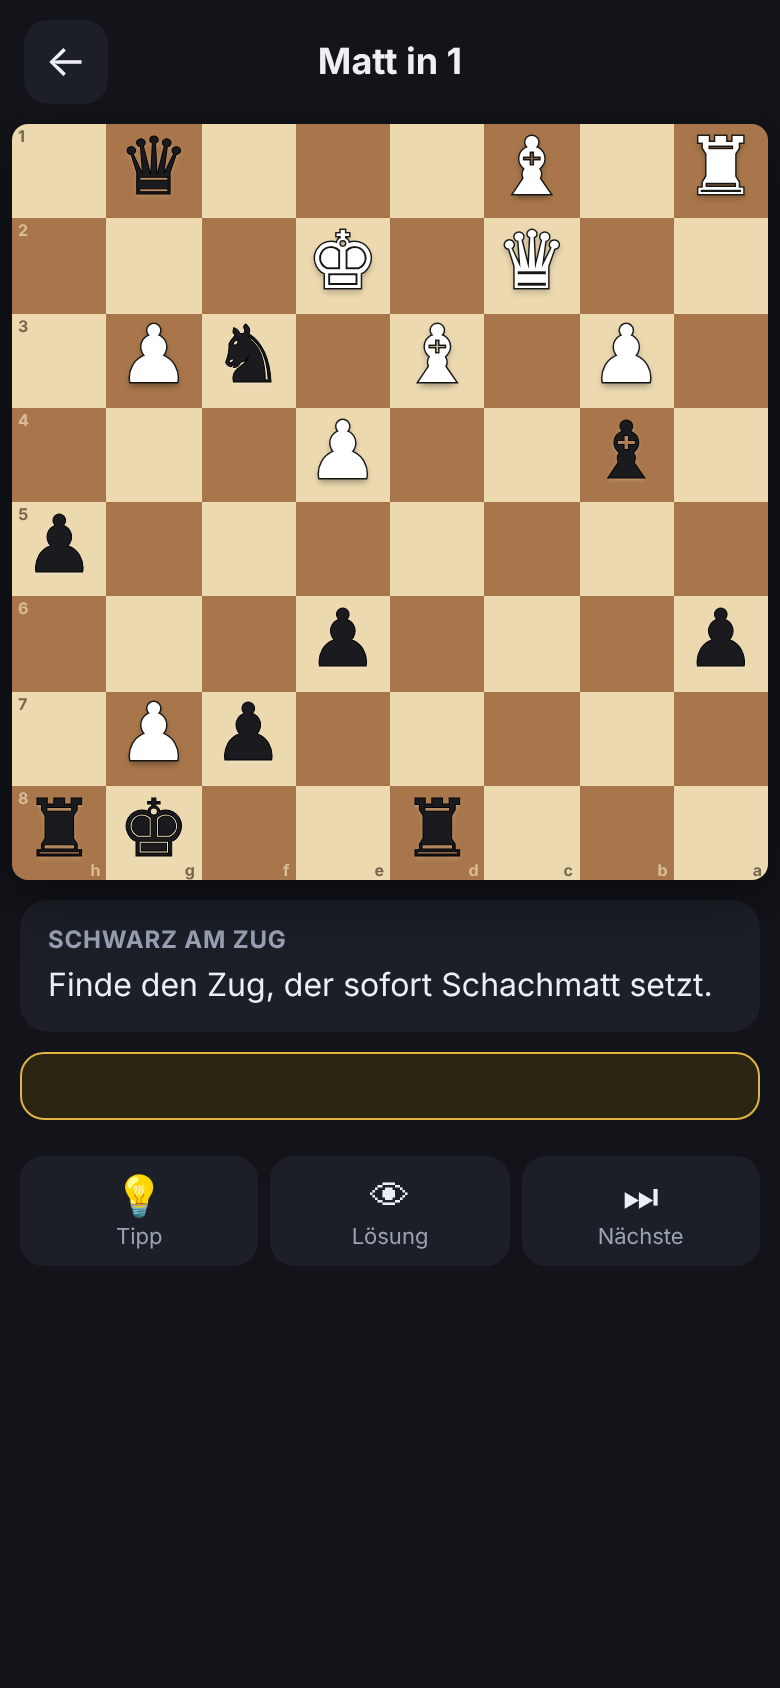 Matt in 1
1
2
3
4
5
6
7
8
h g f e d c b a
SCHWARZ AM ZUG
Finde den Zug, der sofort Schachmatt setzt.
Tipp Lösung Nächste